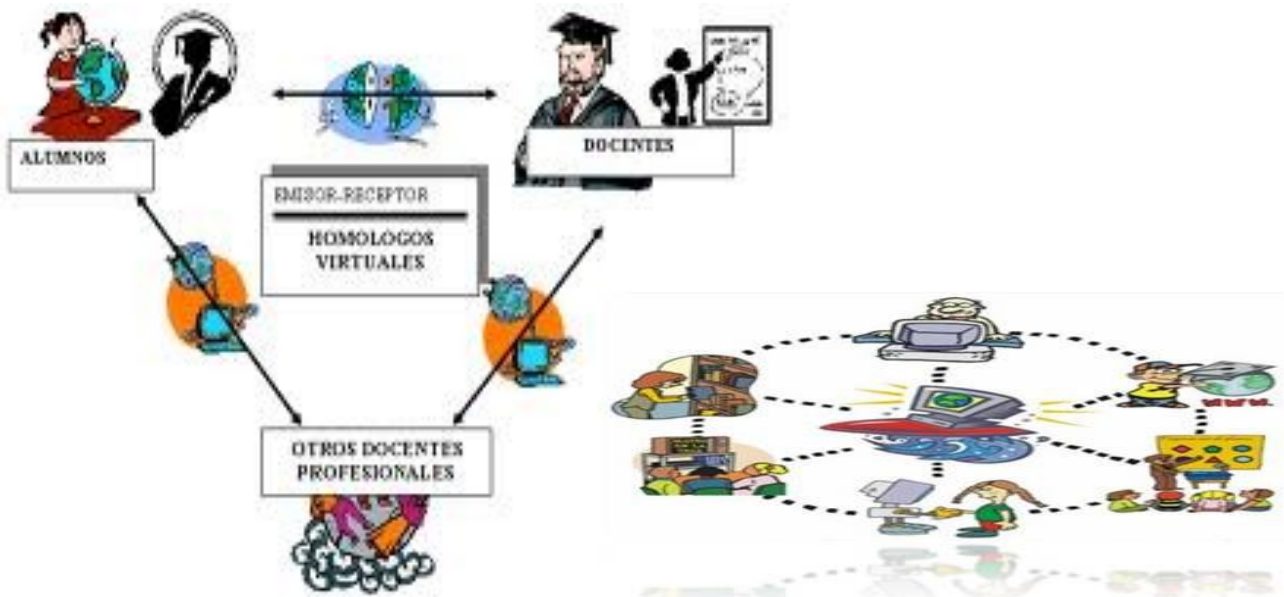 ALUMNOS
DOCENTES
EMISOR-RECEPTOR
HOMOLOGOS
VIRTUALES
OTROS DOCENTES
PROFESIONALES